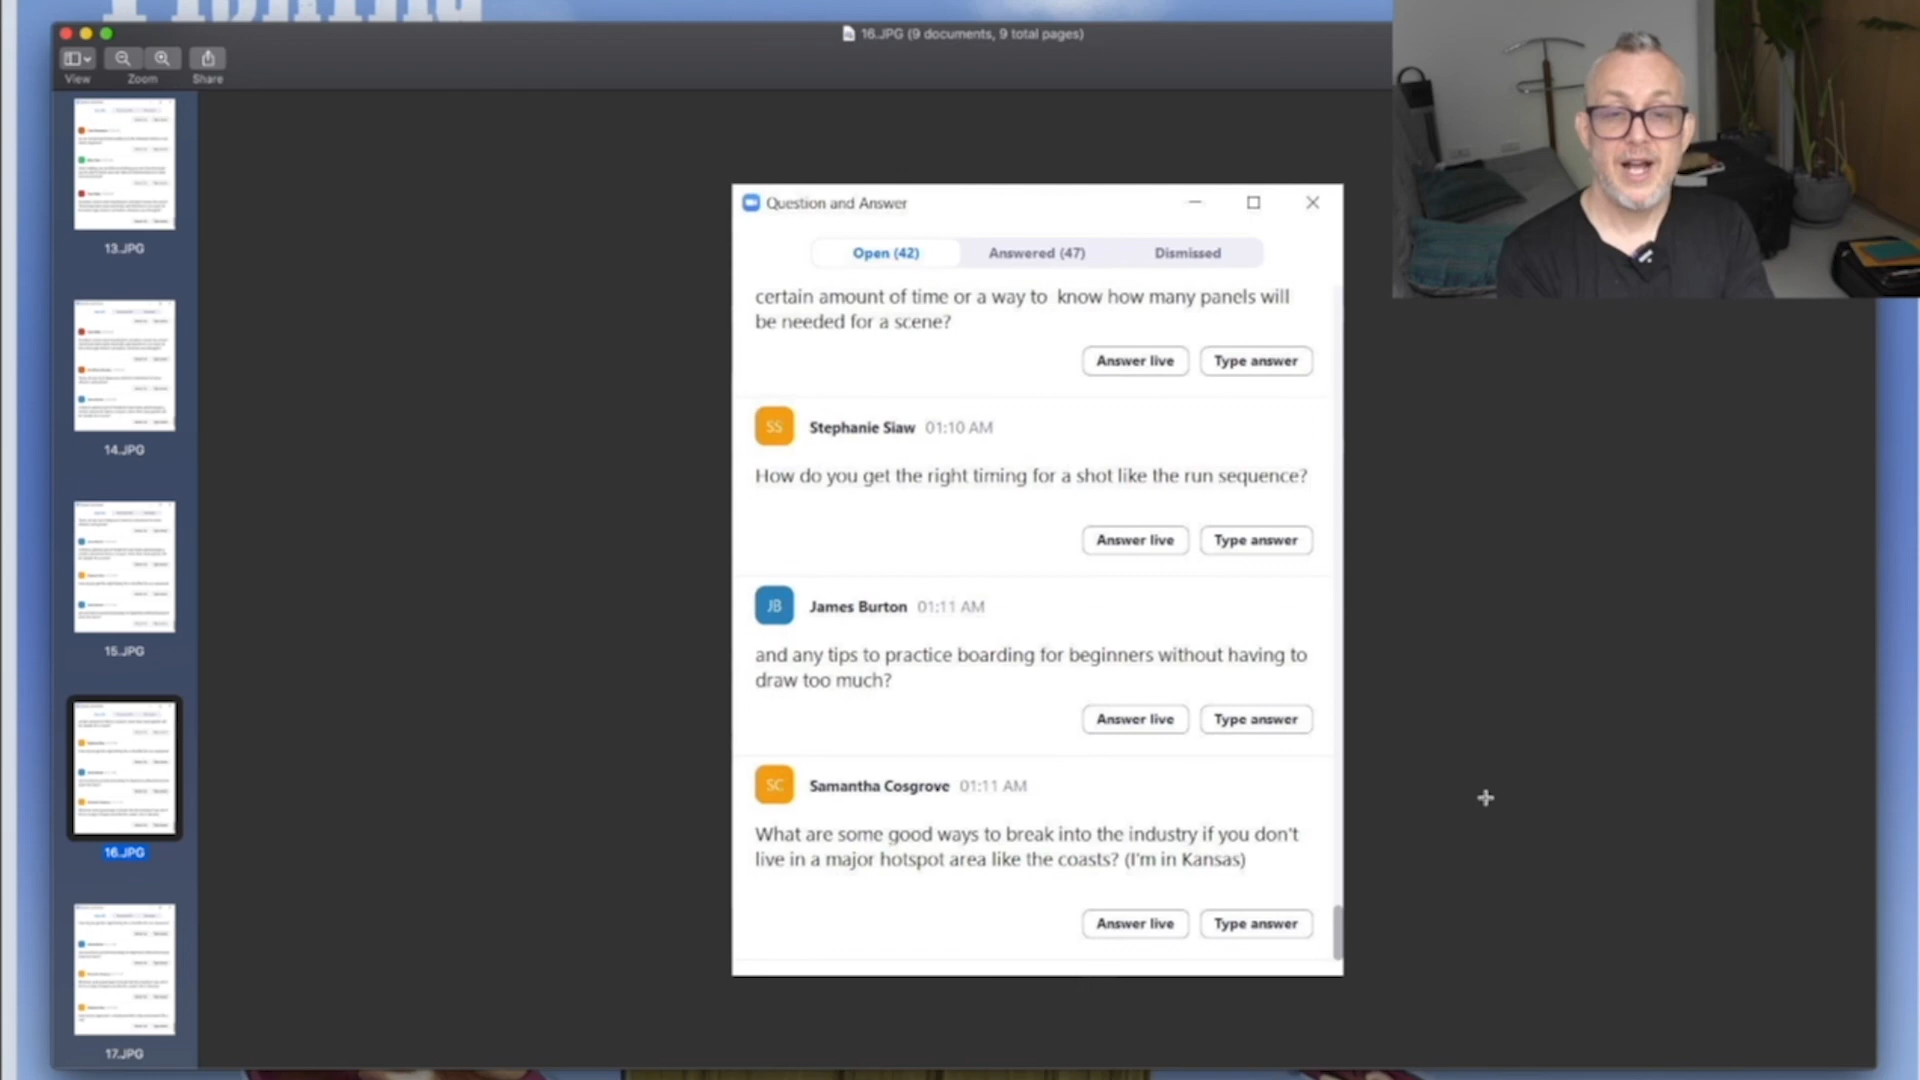 16.JPG (9 documents, 9 total pages)
View
Zoom
Share
13.JPG
14.JPG
15.JPG
16.JPG
17.JPG
Question and Answer
Open (42)
Answered (47)
Dismissed
certain amount of time or a way to know how many panels will
be needed for a scene?
Answer live
Type answer
SS
Stephanie Siaw 01:10 AM
How do you get the right timing for a shot like the run sequence?
Answer live
Type answer
JB
James Burton 01:11 AM
and any tips to practice boarding for beginners without having to
draw too much?
Answer live
Type answer
SC
Samantha Cosgrove 01:11 AM
What are some good ways to break into the industry if you don't
live in a major hotspot area like the coasts? (I'm in Kansas)
Answer live
Type answer